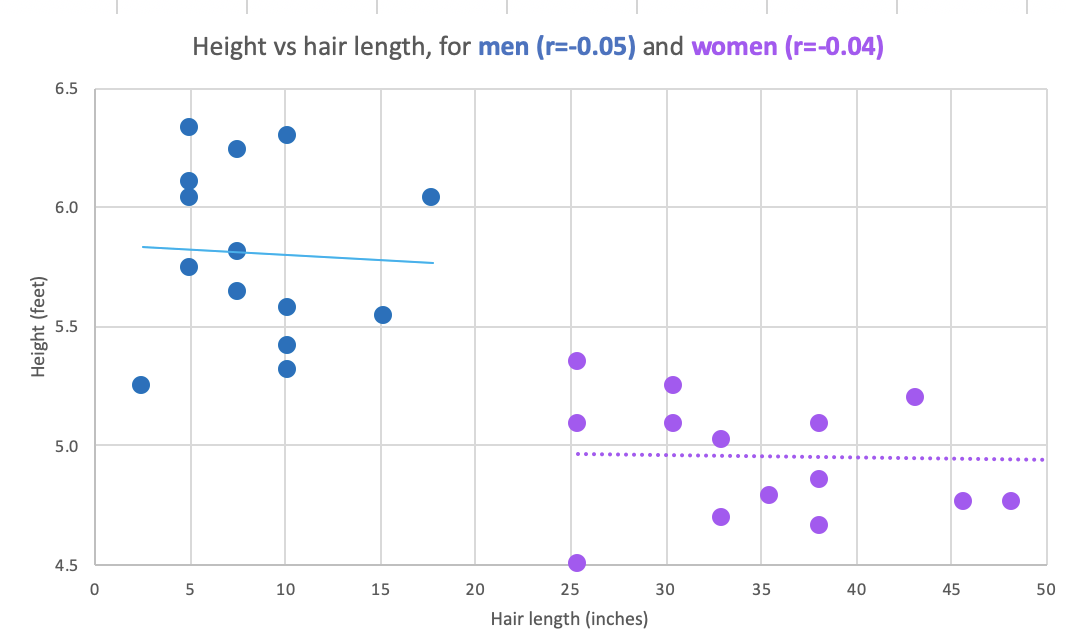 Height vs hair length, for men (r=-0.05) and women (r=-0.04)
6.5
6.0
5.5
5.0
4.5
Height (feet)
0 5 10 15 20 25 30 35 40 45 50
Hair length (inches)